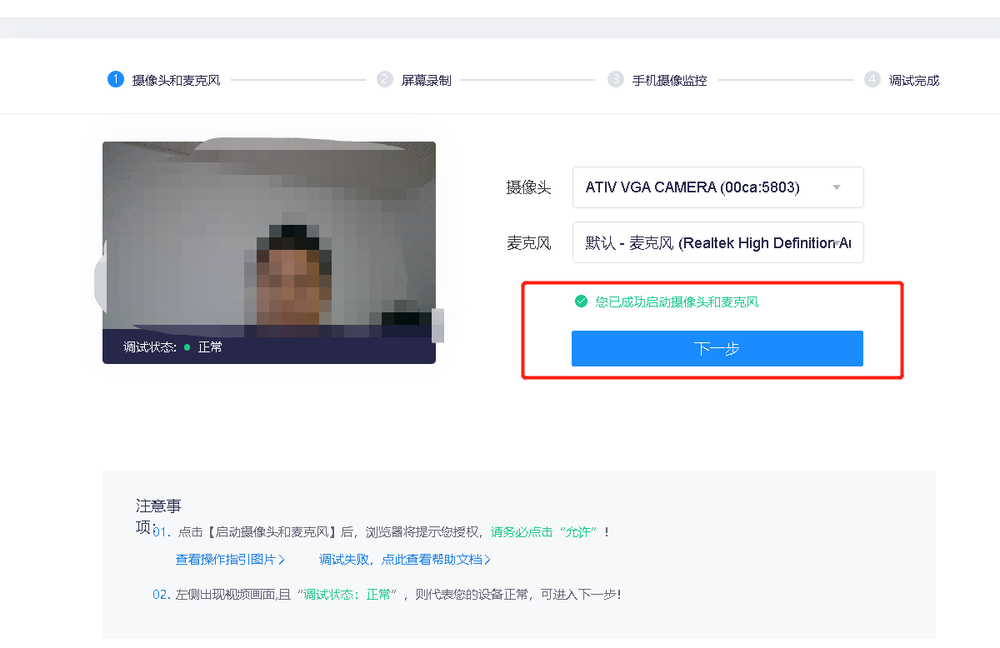 1 摄像头和麦克风 2 屏幕录制 3 手机摄像监控 4 调试完成
摄像头 ATIV VGA CAMERA (00ca:5803)
麦克风 默认 - 麦克风 (Realtek High Definition Au
您已成功启动摄像头和麦克风
下一步
调试状态: 正常
注意事
项:
01. 点击【启动摄像头和麦克风】后，浏览器将提示您授权，请务必点击“允许”！
查看操作指引图片> 调试失败，点此查看帮助文档>
02. 左侧出现视频画面,且“调试状态：正常”，则代表您的设备正常，可进入下一步!